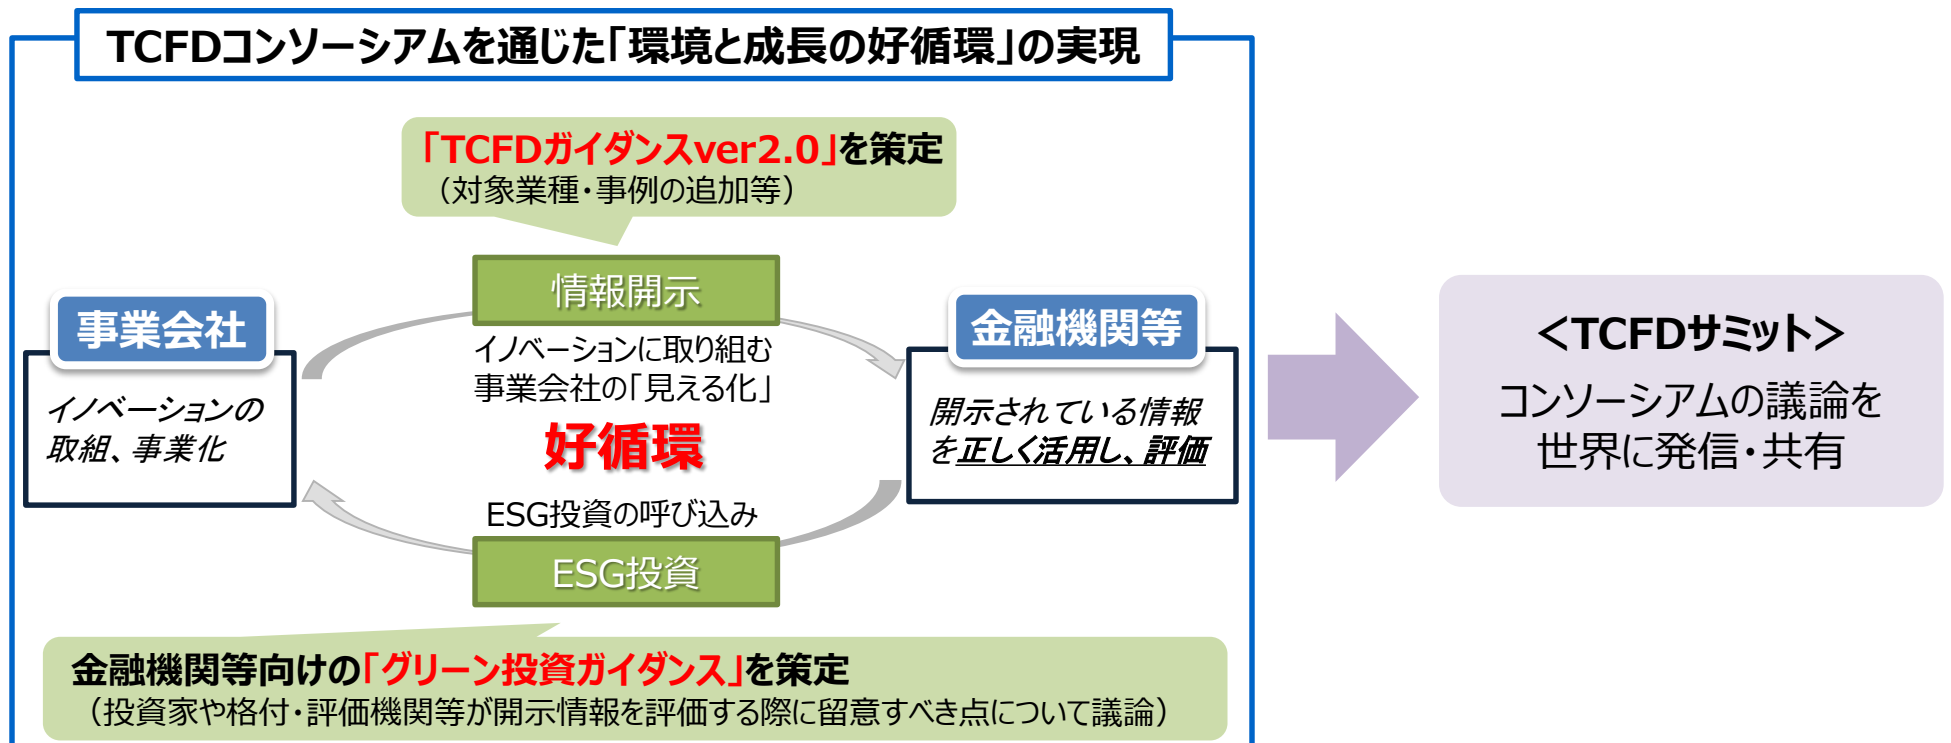 TCFDコンソーシアムを通じた「環境と成長の好循環」の実現
「TCFDガイダンスver2.0」を策定
（対象業種・事例の追加等）
情報開示
事業会社
イノベーションの
取組、事業化
イノベーションに取り組む
事業会社の「見える化」
好循環
ESG投資の呼び込み
ESG投資
金融機関等
開示されている情報
を正しく活用し、評価
金融機関等向けの「グリーン投資ガイダンス」を策定
（投資家や格付・評価機関等が開示情報を評価する際に留意すべき点について議論）
＜TCFDサミット＞
コンソーシアムの議論を
世界に発信・共有